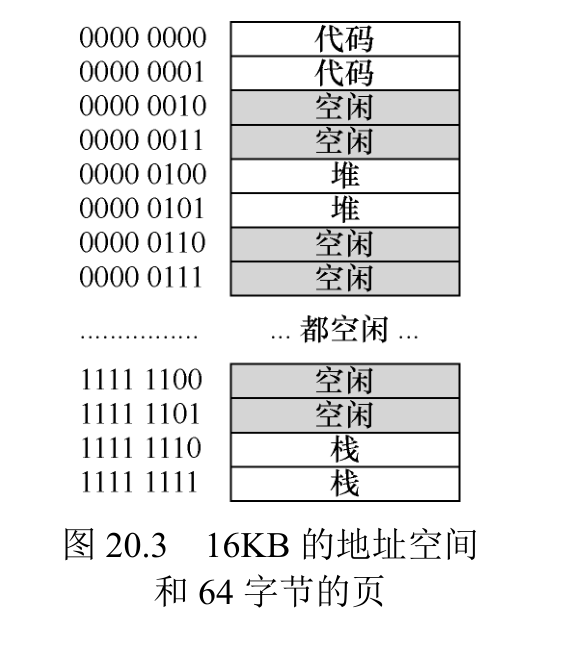 0000 0000 代码
0000 0001 代码
0000 0010 空闲
0000 0011 空闲
0000 0100 堆
0000 0101 堆
0000 0110 空闲
0000 0111 空闲
................ ... 都空闲 ...
1111 1100 空闲
1111 1101 空闲
1111 1110 栈
1111 1111 栈
图 20.3 16KB 的地址空间
和 64 字节的页